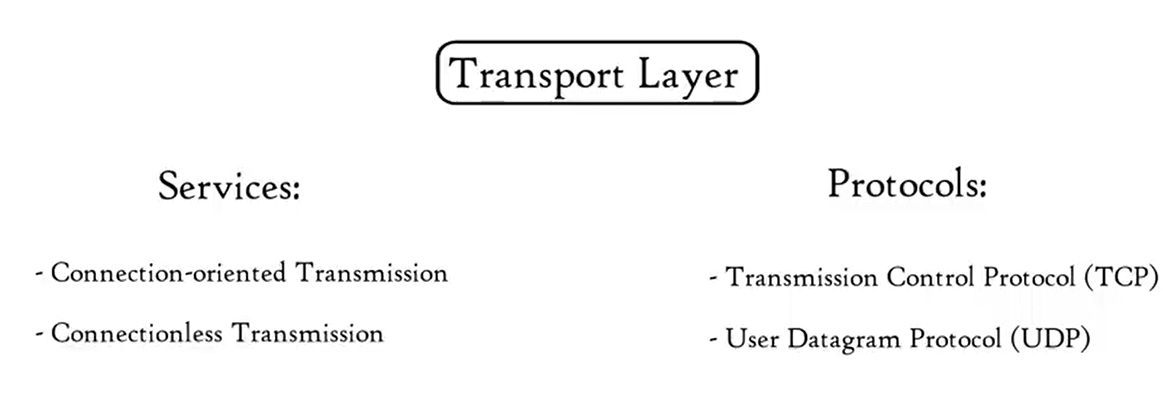 Transport Layer
Services:
- Connection-oriented Transmission
- Connectionless Transmission
Protocols:
- Transmission Control Protocol (TCP)
- User Datagram Protocol (UDP)